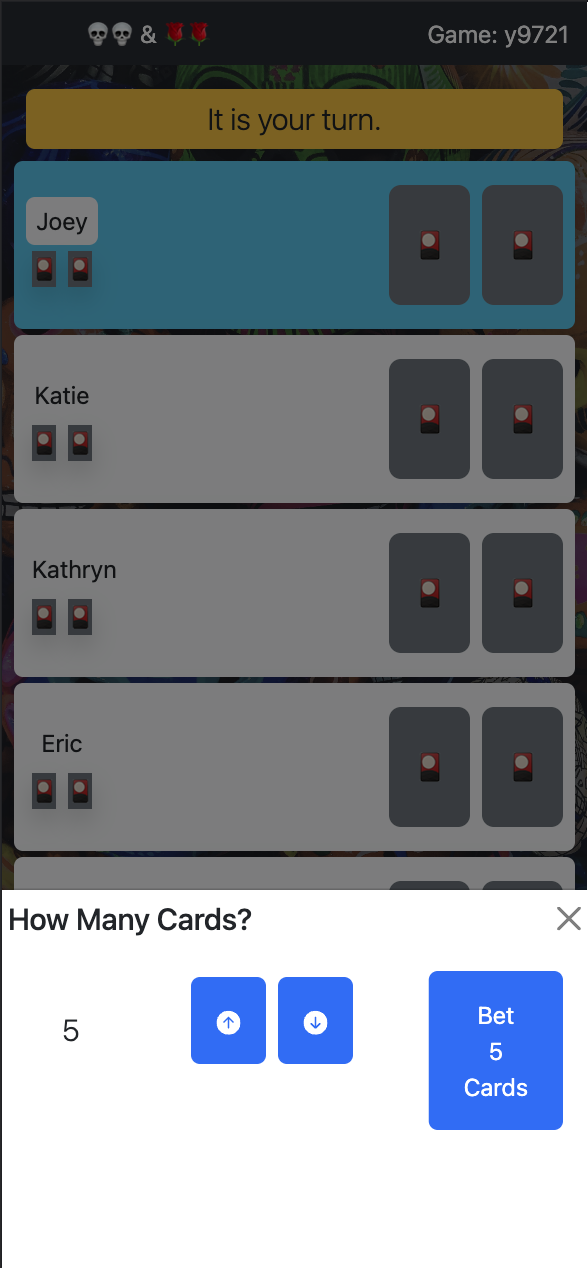 💀💀 & 🌹🌹
Game: y9721
It is your turn.
Joey
Katie
Kathryn
Eric
How Many Cards?
5
Bet
5
Cards